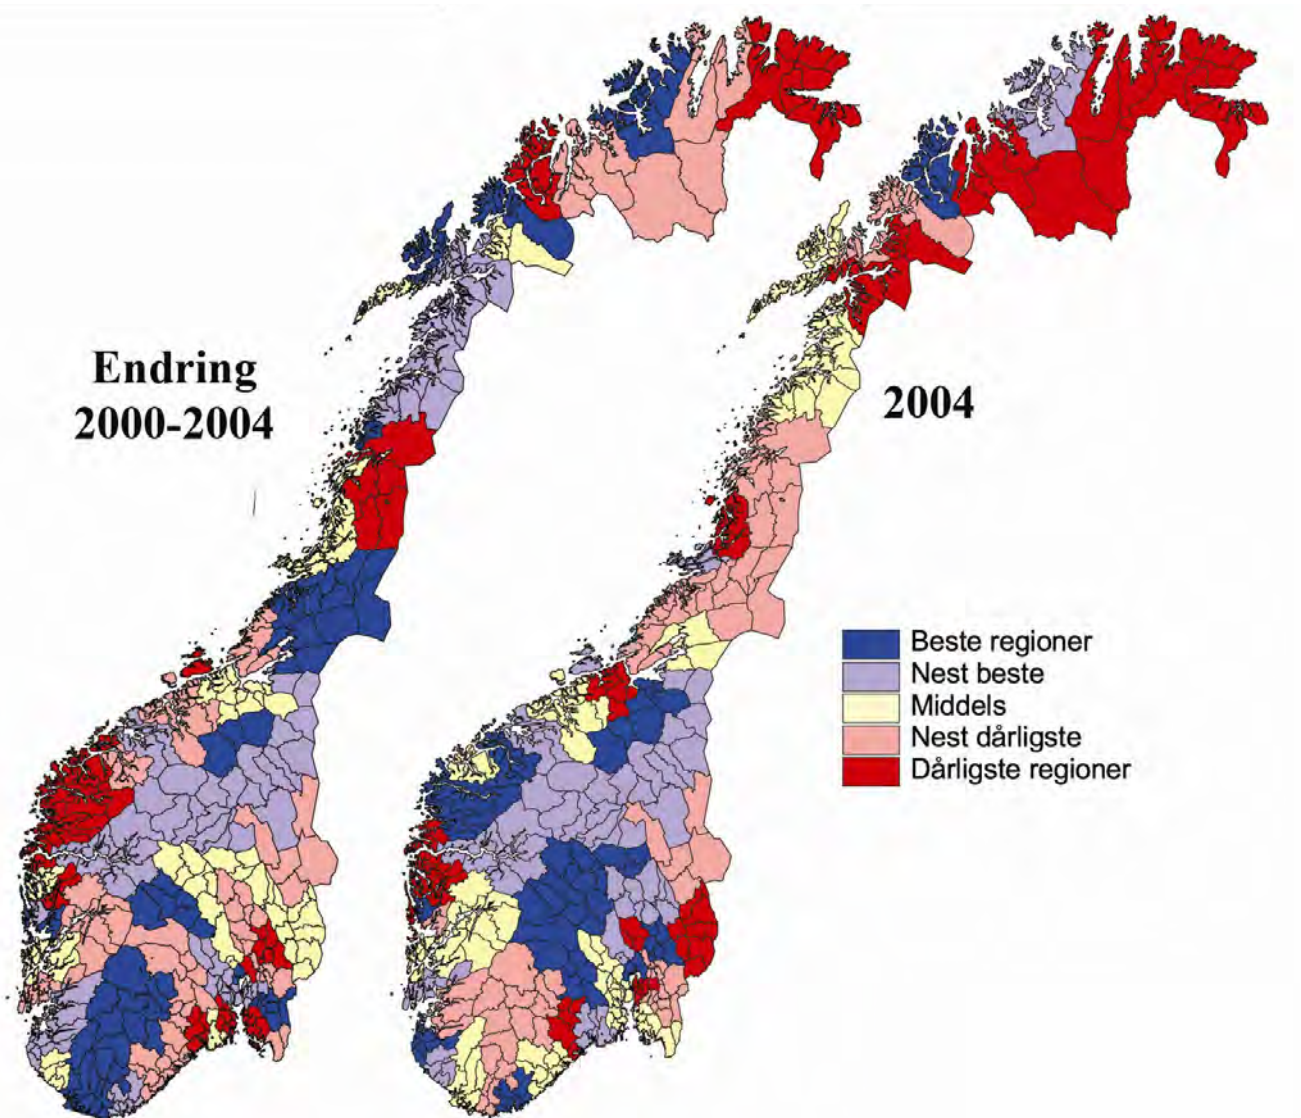 Endring
2000-2004
2004
Beste regioner
Nest beste
Middels
Nest dårligste
Dårligste regioner